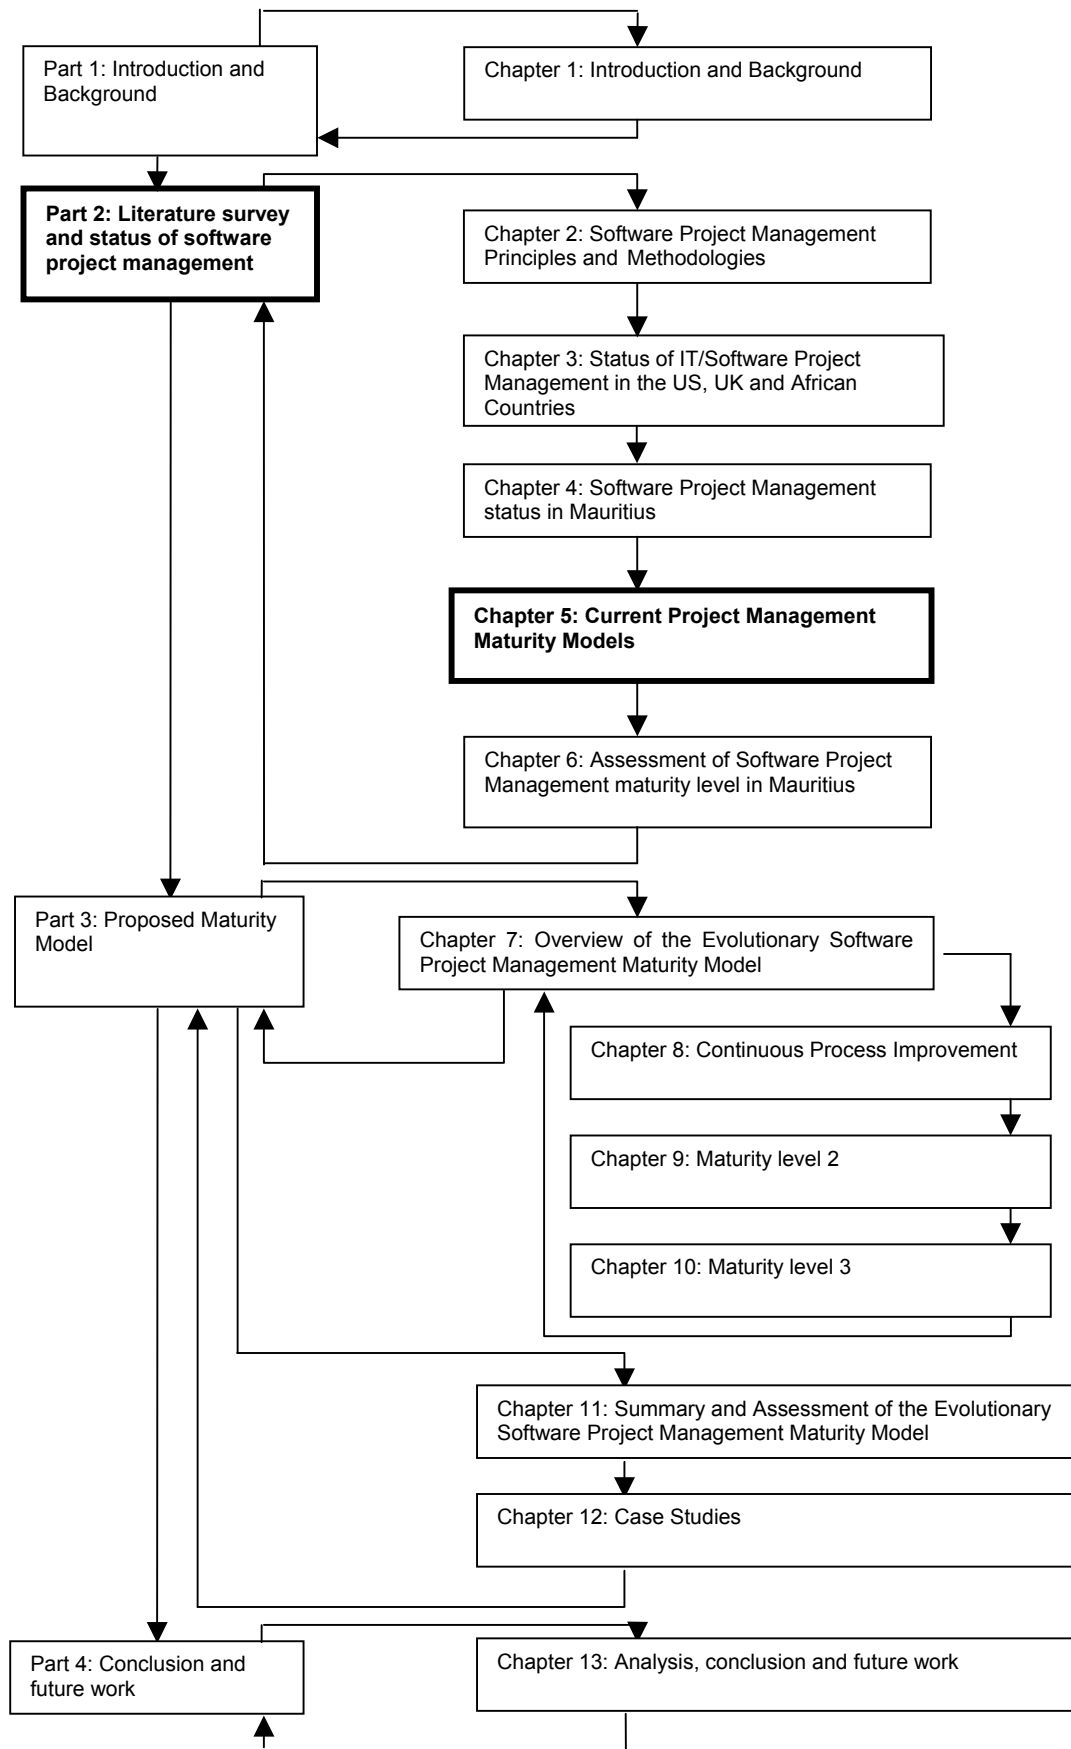 Part 1: Introduction and
Background
Chapter 1: Introduction and Background
Part 2: Literature survey
and status of software
project management
Chapter 2: Software Project Management
Principles and Methodologies
Chapter 3: Status of IT/Software Project
Management in the US, UK and African
Countries
Chapter 4: Software Project Management
status in Mauritius
Chapter 5: Current Project Management
Maturity Models
Chapter 6: Assessment of Software Project
Management maturity level in Mauritius
Part 3: Proposed Maturity
Model
Chapter 7: Overview of the Evolutionary Software
Project Management Maturity Model
Chapter 8: Continuous Process Improvement
Chapter 9: Maturity level 2
Chapter 10: Maturity level 3
Chapter 11: Summary and Assessment of the Evolutionary
Software Project Management Maturity Model
Chapter 12: Case Studies
Part 4: Conclusion and
future work
Chapter 13: Analysis, conclusion and future work